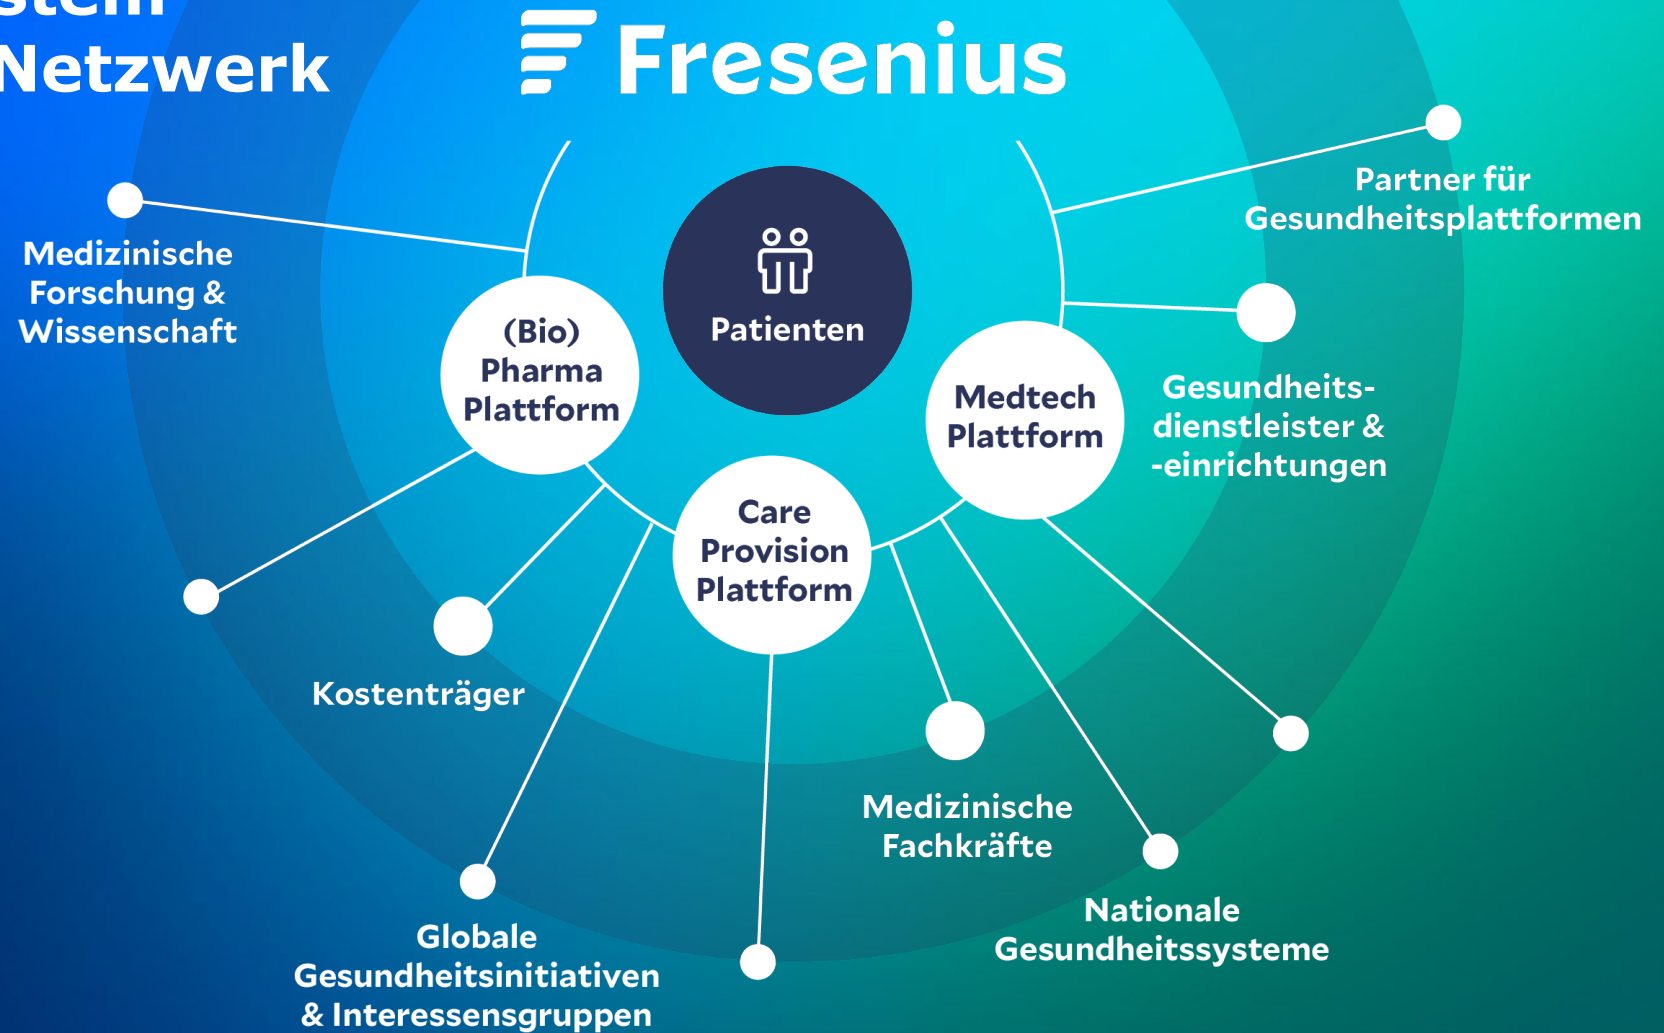 Netzwerk
Fresenius
Patienten
(Bio)
Pharma
Plattform
Care
Provision
Plattform
Medtech
Plattform
Medizinische
Forschung &
Wissenschaft
Kostenträger
Globale
Gesundheitsinitiativen
& Interessensgruppen
Medizinische
Fachkräfte
Nationale
Gesundheitssysteme
Gesundheits-
dienstleister &
-einrichtungen
Partner für
Gesundheitsplattformen